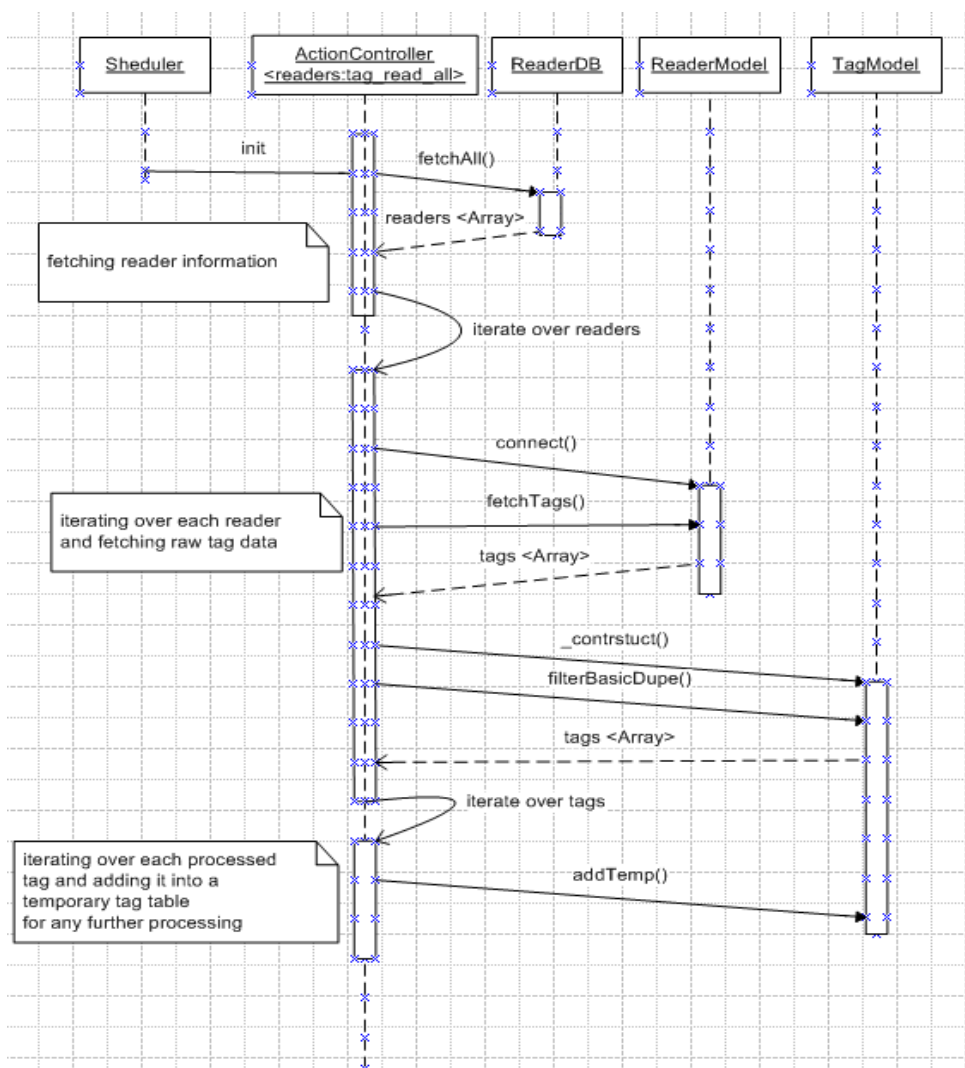 Sheduler
ActionController
<readers:tag_read_all>
ReaderDB
ReaderModel
TagModel
init
fetchAll()
readers <Array>
fetching reader information
iterate over readers
connect()
fetchTags()
iterating over each reader
and fetching raw tag data
tags <Array>
_contrstuct()
filterBasicDupe()
tags <Array>
iterate over tags
iterating over each processed
tag and adding it into a
temporary tag table
for any further processing
addTemp()